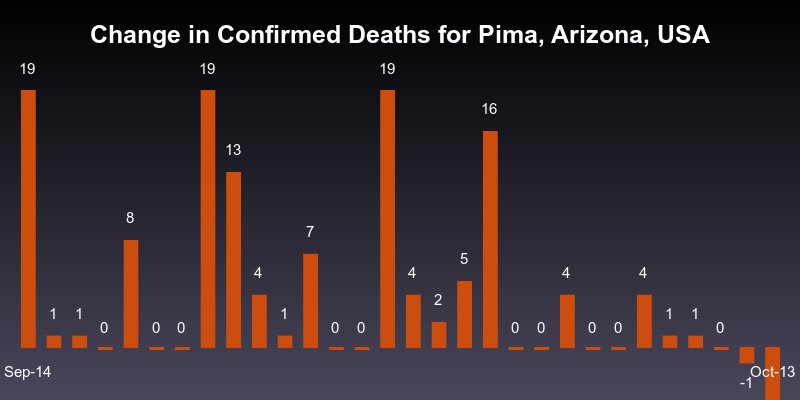 Change in Confirmed Deaths for Pima, Arizona, USA
19 1 1 0 8 0 0 19 13 4 1 7 0 0 19 4 2 5 16 0 0 4 0 0 4 1 1 0 -1
Sep-14 Oct-13